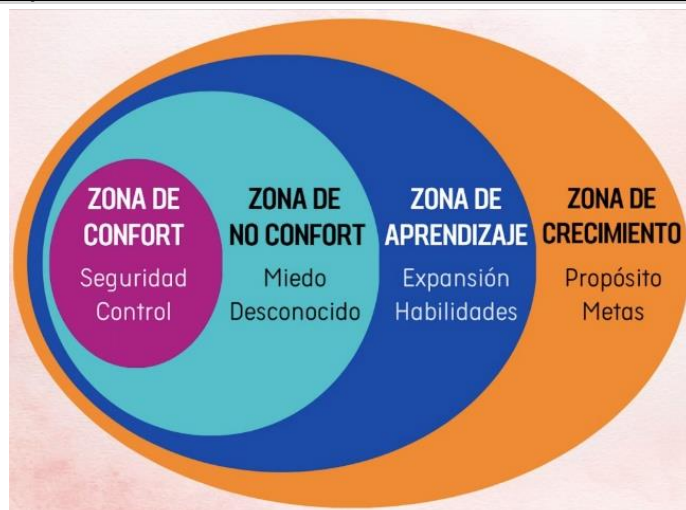 ZONA DE
CONFORT
Seguridad
Control
ZONA DE
NO CONFORT
Miedo
Desconocido
ZONA DE
APRENDIZAJE
Expansión
Habilidades
ZONA DE
CRECIMIENTO
Propósito
Metas